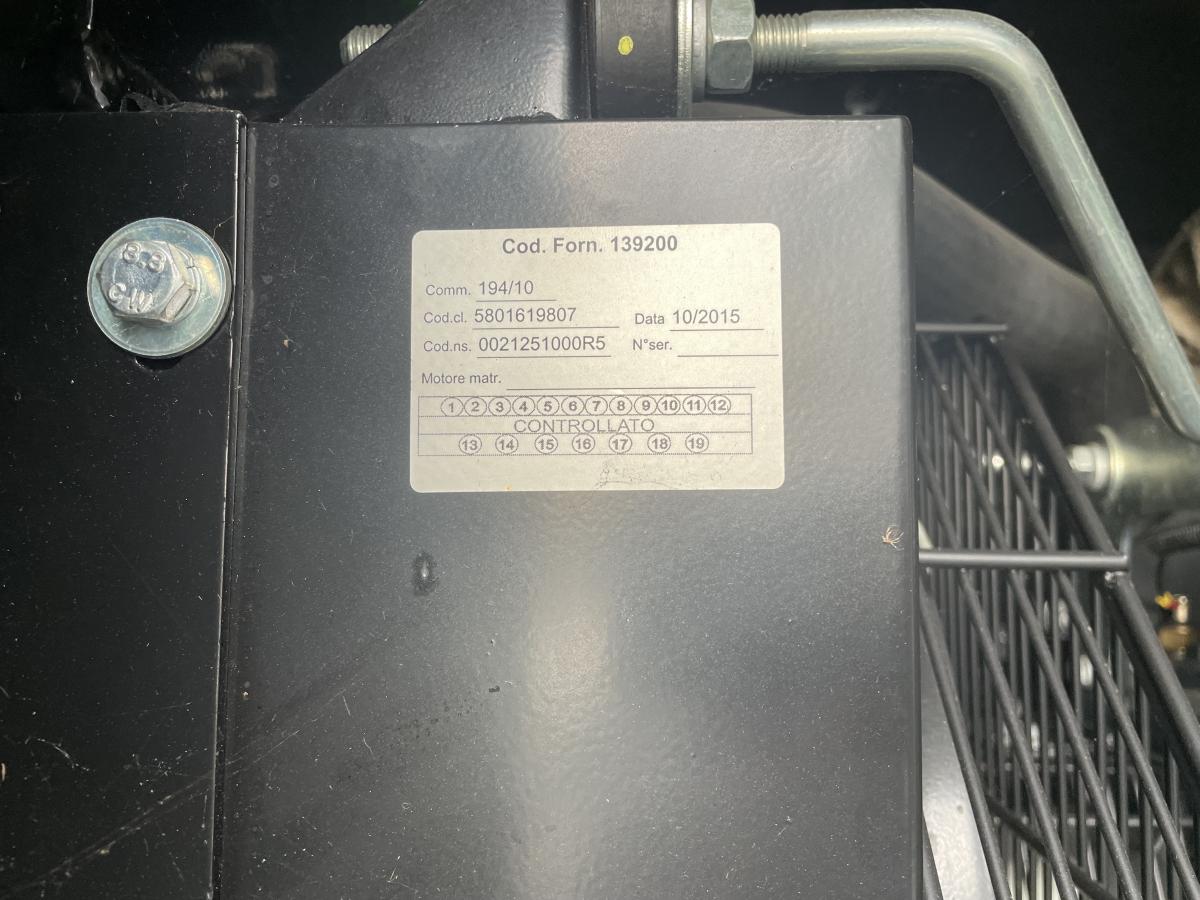 8.8
Cod. Forn. 139200
Comm. 194/10
Cod.cl. 5801619807 Data 10/2015
Cod.ns. 0021251000R5 N°ser.
Motore matr.
1 2 3 4 5 6 7 8 9 10 11 12
CONTROLLATO
13 14 15 16 17 18 19